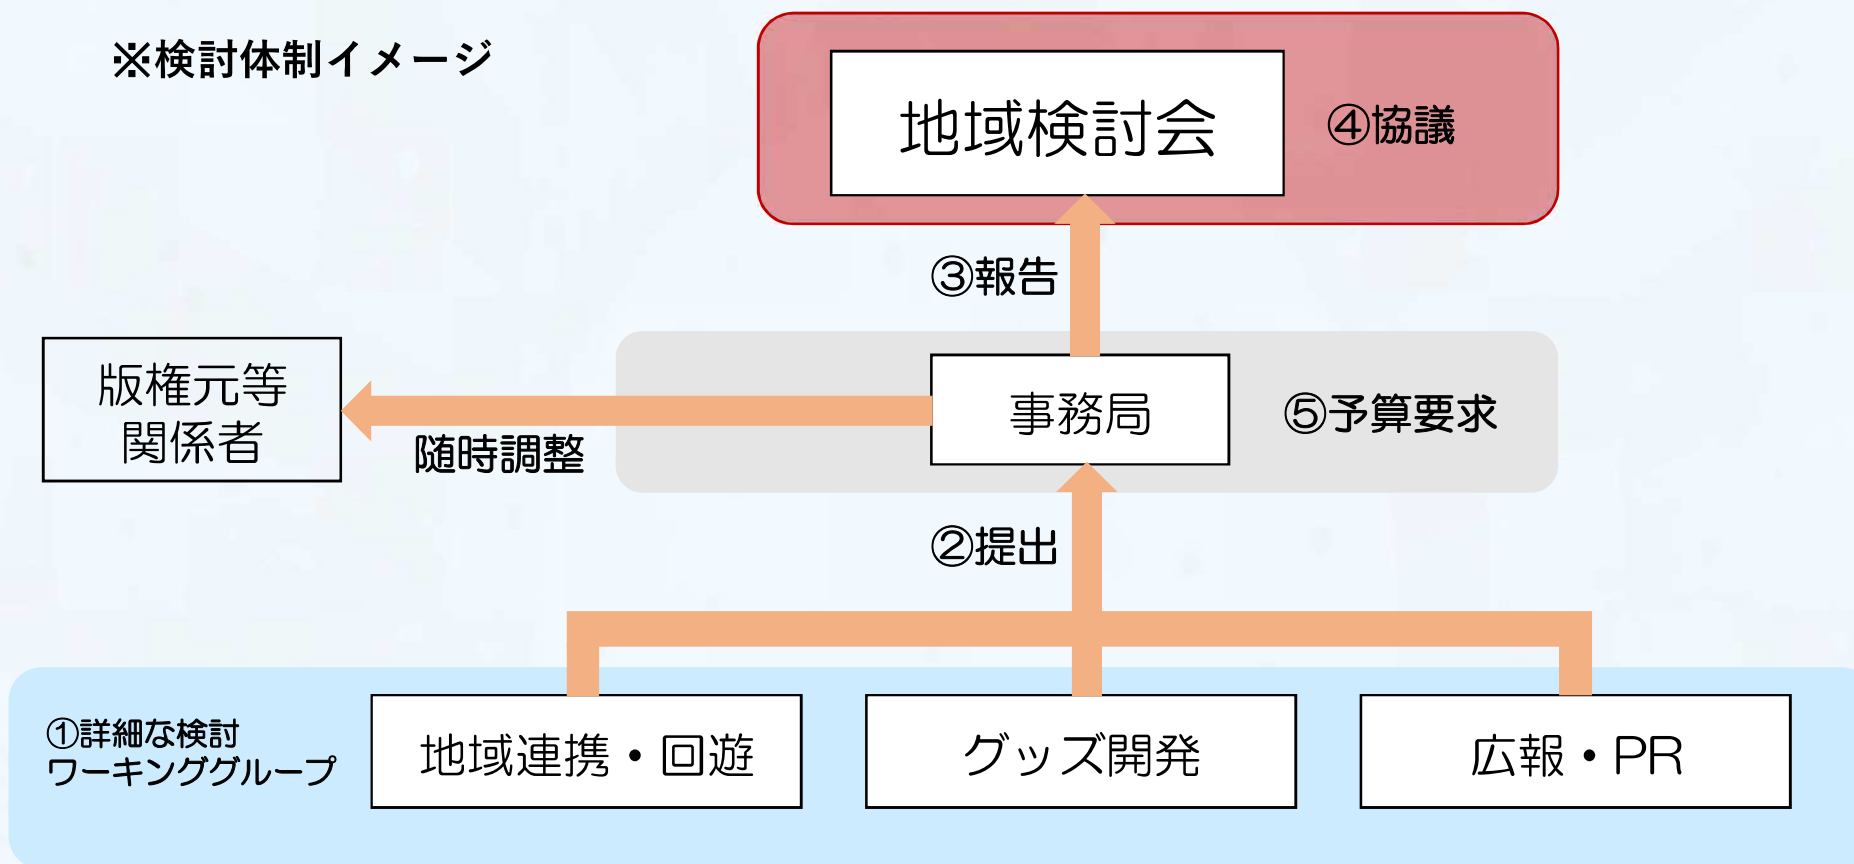 ※検討体制イメージ
地域検討会
④協議
③報告
版権元等
関係者
随時調整
事務局
⑤予算要求
②提出
①詳細な検討
ワーキンググループ
地域連携・回遊
グッズ開発
広報・PR